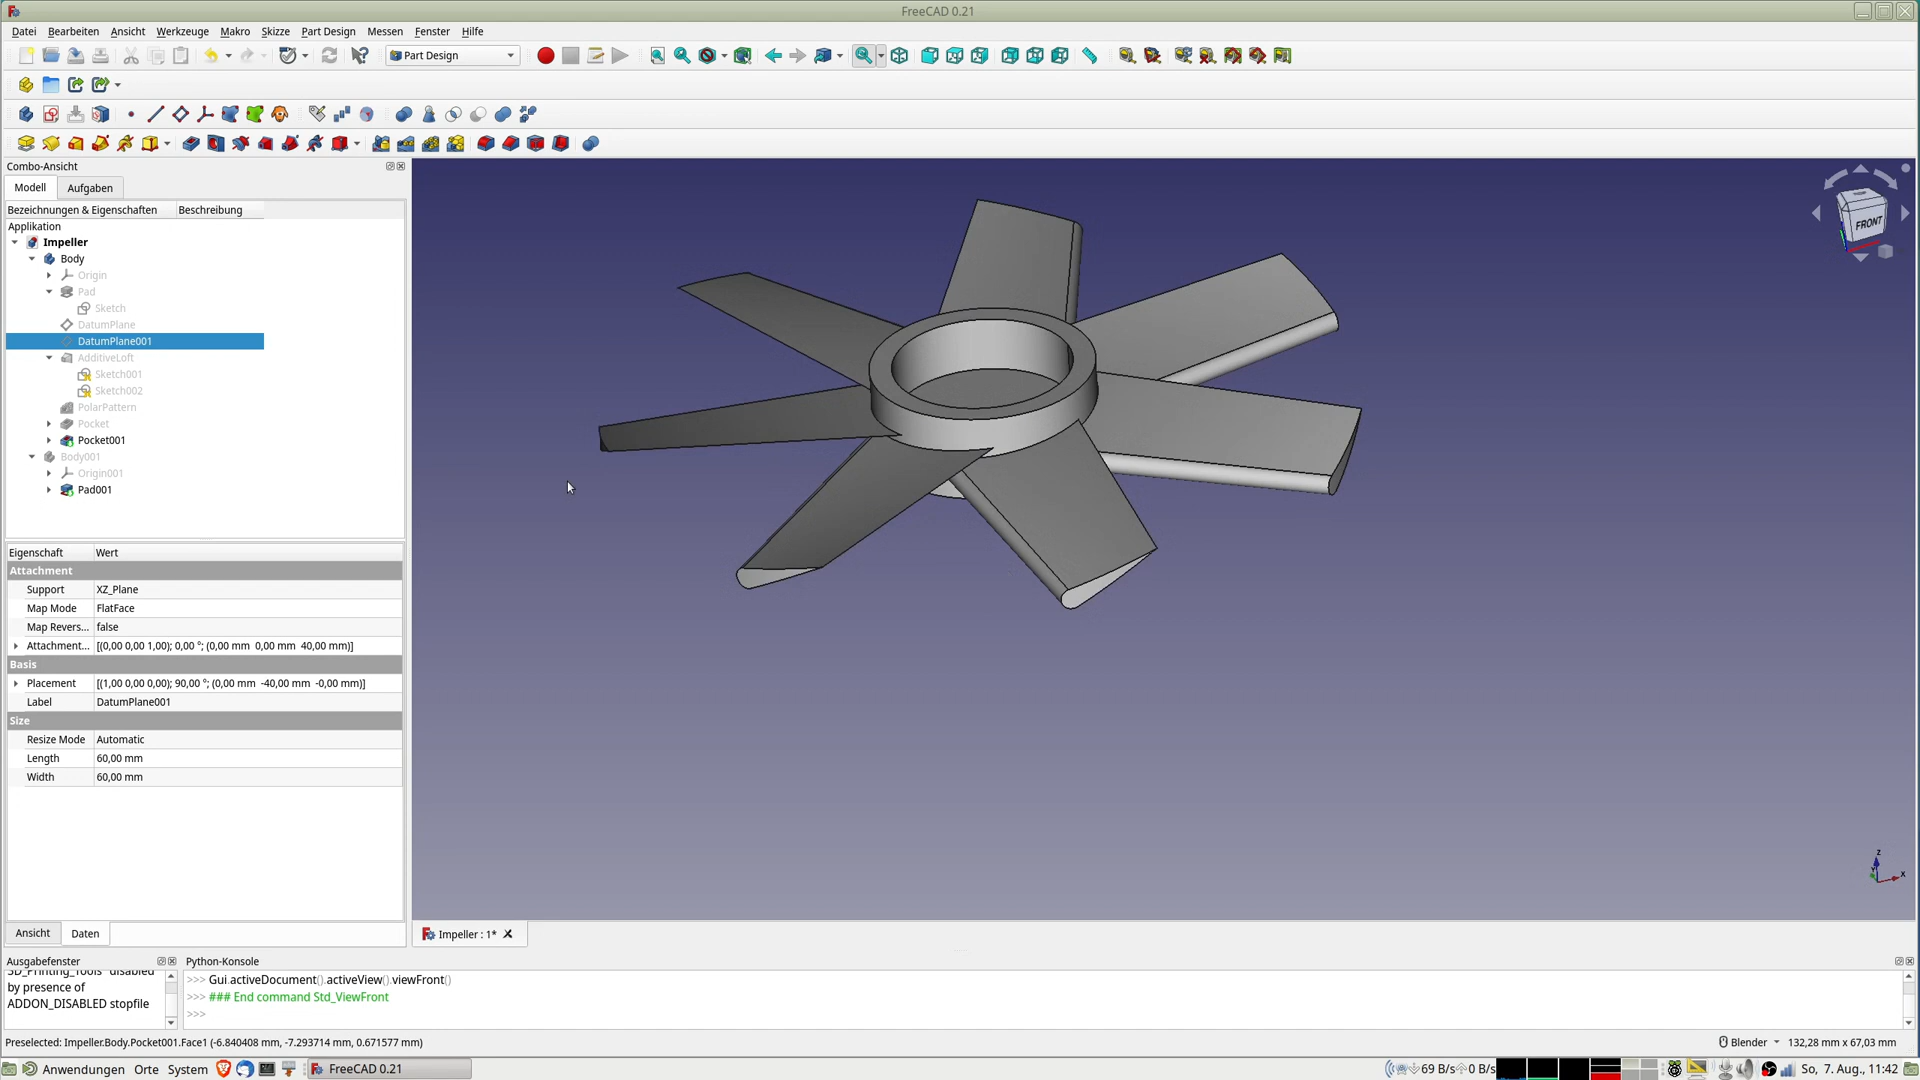 FreeCAD 0.21
Datei Bearbeiten Ansicht Werkzeuge Makro Skizze Part Design Messen Fenster Hilfe
Part Design
Combo-Ansicht
Modell Aufgaben
Bezeichnungen & Eigenschaften Beschreibung
Applikation
Impeller
Body
Origin
Pad
Sketch
DatumPlane
DatumPlane001
AdditiveLoft
Sketch001
Sketch002
PolarPattern
Pocket
Pocket001
Body001
Origin001
Pad001
FRONT
Eigenschaft Wert
Attachment
Support XZ_Plane
Map Mode FlatFace
Map Revers... false
Attachment... [(0,00 0,00 1,00); 0,00 °; (0,00 mm 0,00 mm 40,00 mm)]
Basis
Placement [(1,00 0,00 0,00); 90,00 °; (0,00 mm -40,00 mm -0,00 mm)]
Label DatumPlane001
Size
Resize Mode Automatic
Length 60,00 mm
Width 60,00 mm
Z
Y
X
Ansicht Daten
Impeller : 1*
Ausgabefenster
3D_Printing_Tools" disabled
by presence of
ADDON_DISABLED stopfile
Python-Konsole
>>> Gui.activeDocument().activeView().viewFront()
>>> ### End command Std_ViewFront
>>>
Preselected: Impeller.Body.Pocket001.Face1 (-6.840408 mm, -7.293714 mm, 0.671577 mm)
Blender 132,28 mm x 67,03 mm
Anwendungen Orte System FreeCAD 0.21 69 B/s 0 B/s So, 7. Aug., 11:42